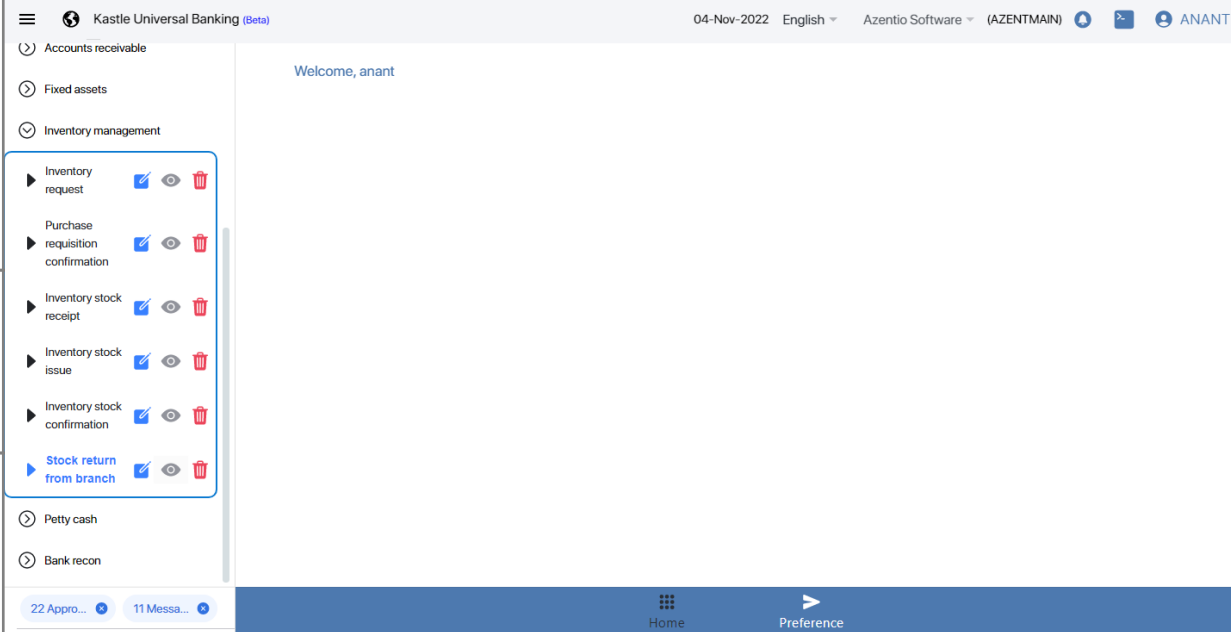 Kastle Universal Banking (Beta)
04-Nov-2022 English Azentio Software (AZENTMAIN) ANANT
Accounts receivable
Fixed assets
Inventory management
Inventory
request
Purchase
requisition
confirmation
Inventory stock
receipt
Inventory stock
issue
Inventory stock
confirmation
Stock return
from branch
Petty cash
Bank recon
22 Appro...
11 Messa...
Welcome, anant
Home
Preference